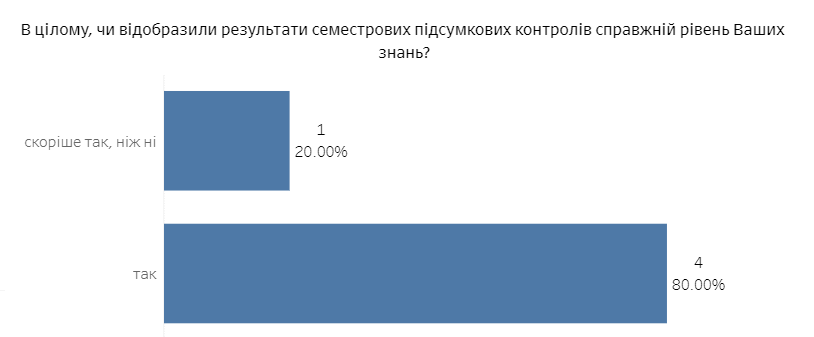 В цілому, чи відобразили результати семестрових підсумкових контролів справжній рівень Ваших
знань?
скоріше так, ніж ні
1
20.00%
так
4
80.00%